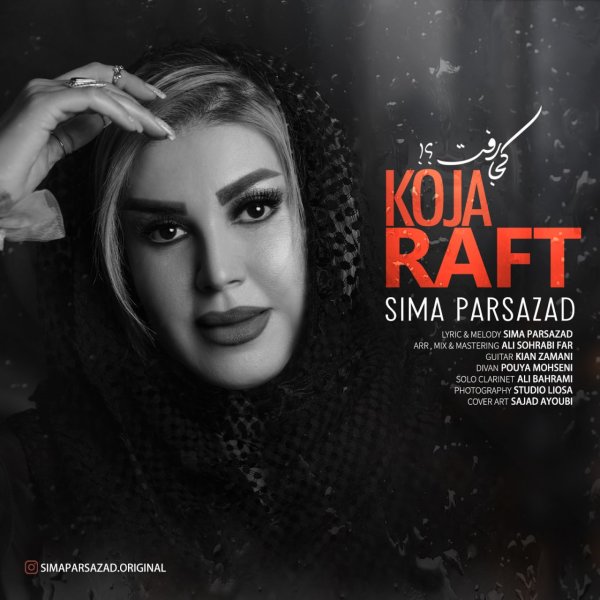 کجا رفت ؟!
KOJA
RAFT
SIMA PARSAZAD
LYRIC & MELODY SIMA PARSAZAD
ARR , MIX & MASTERING ALI SOHRABI FAR
GUITAR KIAN ZAMANI
DIVAN POUYA MOHSENI
SOLO CLARINET ALI BAHRAMI
PHOTOGRAPHY STUDIO LIOSA
COVER ART SAJAD AYOUBI
SIMAPARSAZAD.ORIGINAL